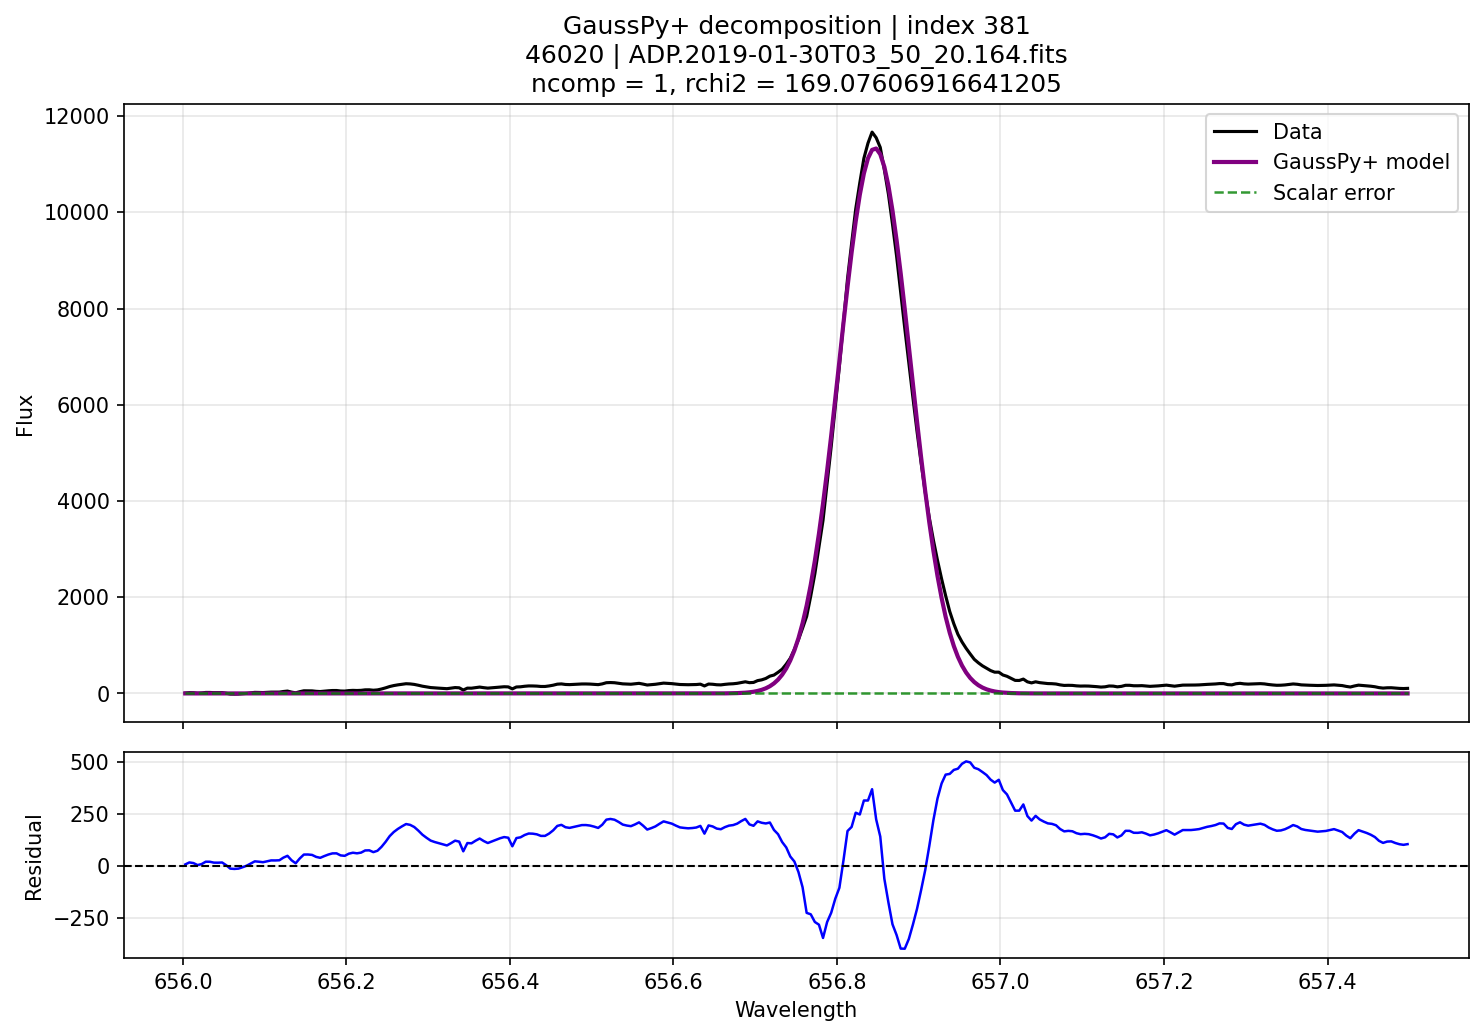 GaussPy+ decomposition | index 381
46020 | ADP.2019-01-30T03_50_20.164.fits
ncomp = 1, rchi2 = 169.07606916641205
12000
10000
8000
6000
4000
2000
0
Flux
Data
GaussPy+ model
Scalar error
500
250
0
−250
Residual
656.0
656.2
656.4
656.6
656.8
657.0
657.2
657.4
Wavelength